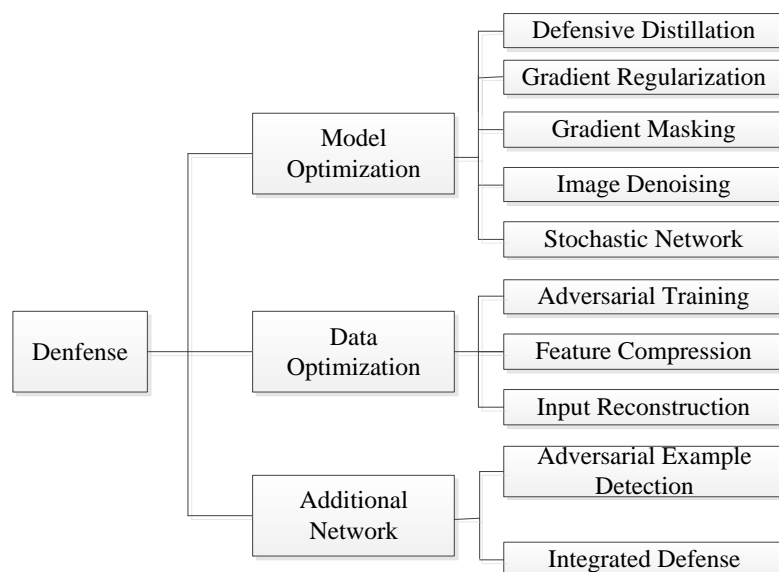 Denfense
Model
Optimization
Defensive Distillation
Gradient Regularization
Gradient Masking
Image Denoising
Stochastic Network
Data
Optimization
Adversarial Training
Feature Compression
Input Reconstruction
Additional
Network
Adversarial Example
Detection
Integrated Defense